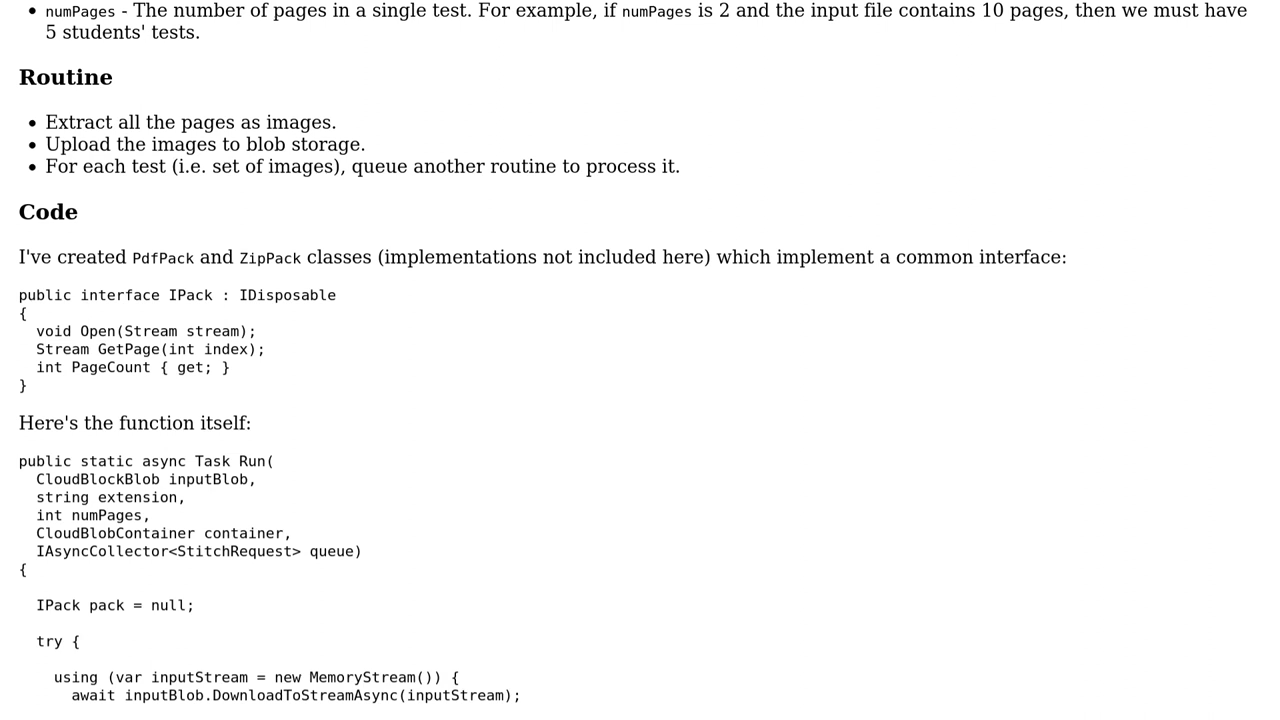 • numPages - The number of pages in a single test. For example, if numPages is 2 and the input file contains 10 pages, then we must have
5 students' tests.
Routine
• Extract all the pages as images.
• Upload the images to blob storage.
• For each test (i.e. set of images), queue another routine to process it.
Code
I've created PdfPack and ZipPack classes (implementations not included here) which implement a common interface:
public interface IPack : IDisposable
{
  void Open(Stream stream);
  Stream GetPage(int index);
  int PageCount { get; }
}
Here's the function itself:
public static async Task Run(
  CloudBlockBlob inputBlob,
  string extension,
  int numPages,
  CloudBlobContainer container,
  IAsyncCollector<StitchRequest> queue)
{
  IPack pack = null;
  try {
    using (var inputStream = new MemoryStream()) {
      await inputBlob.DownloadToStreamAsync(inputStream);